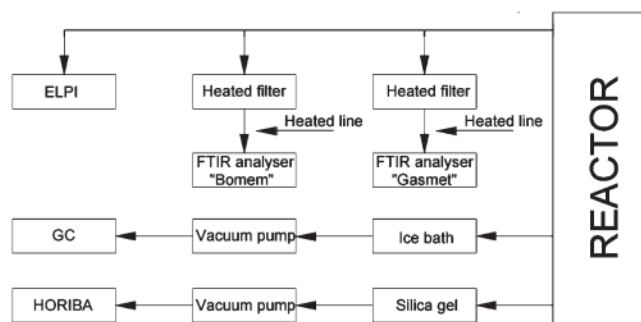 ELPI
Heated filter
Heated filter
Heated line
Heated line
FTIR analyser
"Bomem"
FTIR analyser
"Gasmet"
GC
Vacuum pump
Ice bath
HORIBA
Vacuum pump
Silica gel
REACTOR